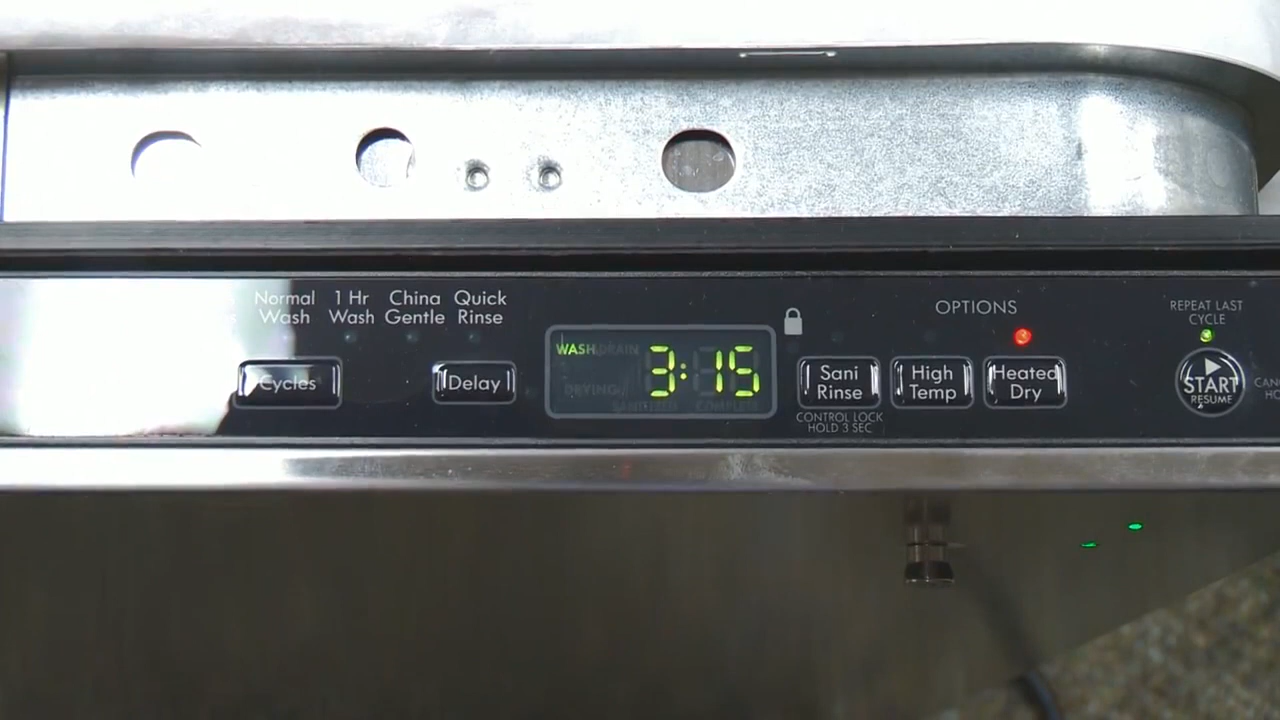 Normal Wash
1 Hr Wash
China Gentle
Quick Rinse
Cycles
Delay
WASH DRAIN
3:15
DRYING
SANITIZED COMPLETE
Sani Rinse
CONTROL LOCK
HOLD 3 SEC
OPTIONS
High Temp
Heated Dry
REPEAT LAST
CYCLE
START
RESUME